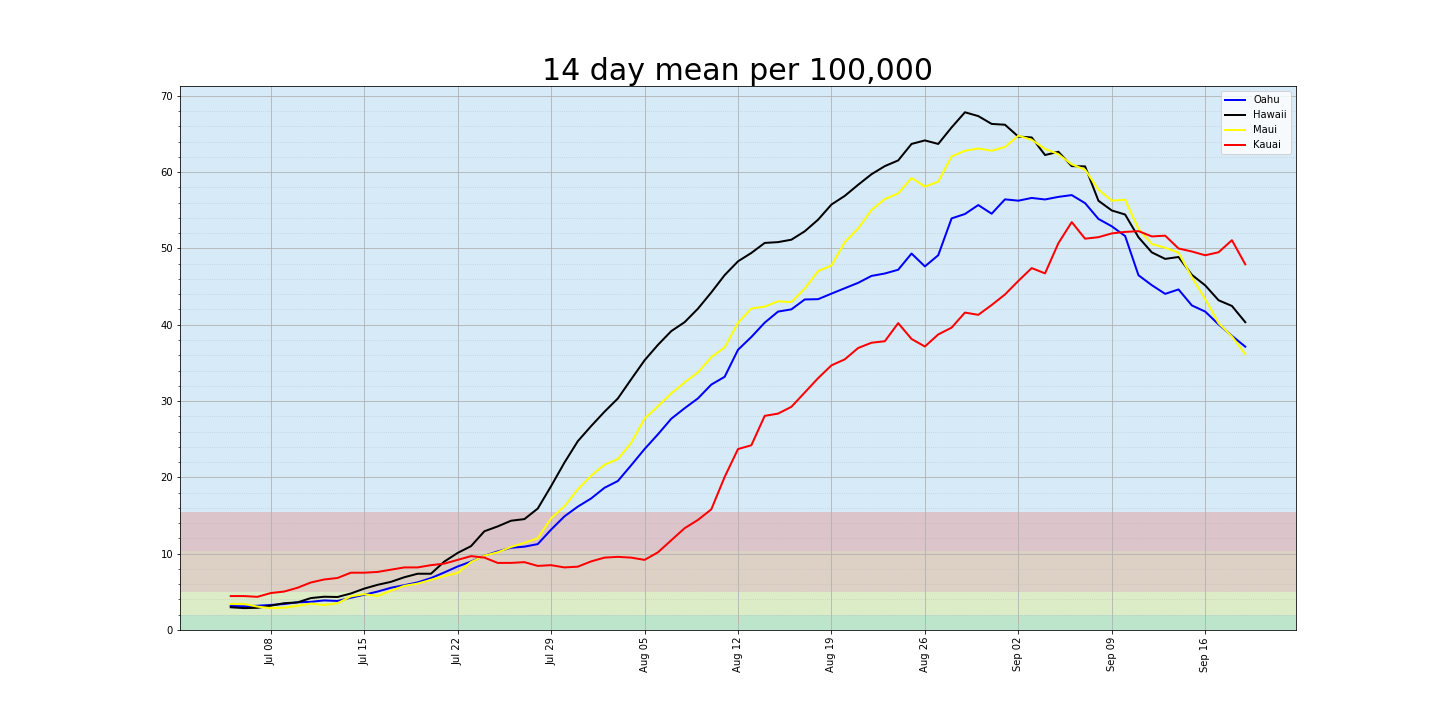 14 day mean per 100,000
70
60
50
40
30
20
10
0
Oahu
Hawaii
Maui
Kauai
Jul 08
Jul 15
Jul 22
Jul 29
Aug 05
Aug 12
Aug 19
Aug 26
Sep 02
Sep 09
Sep 16